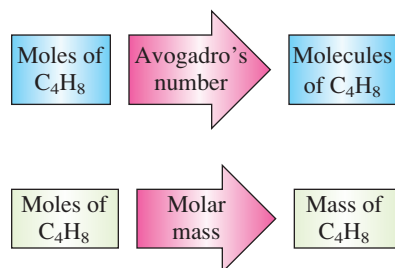 Moles of Avogadro's Molecules
C₄H₈ number of C₄H₈
Moles of Molar Mass of
C₄H₈ mass C₄H₈